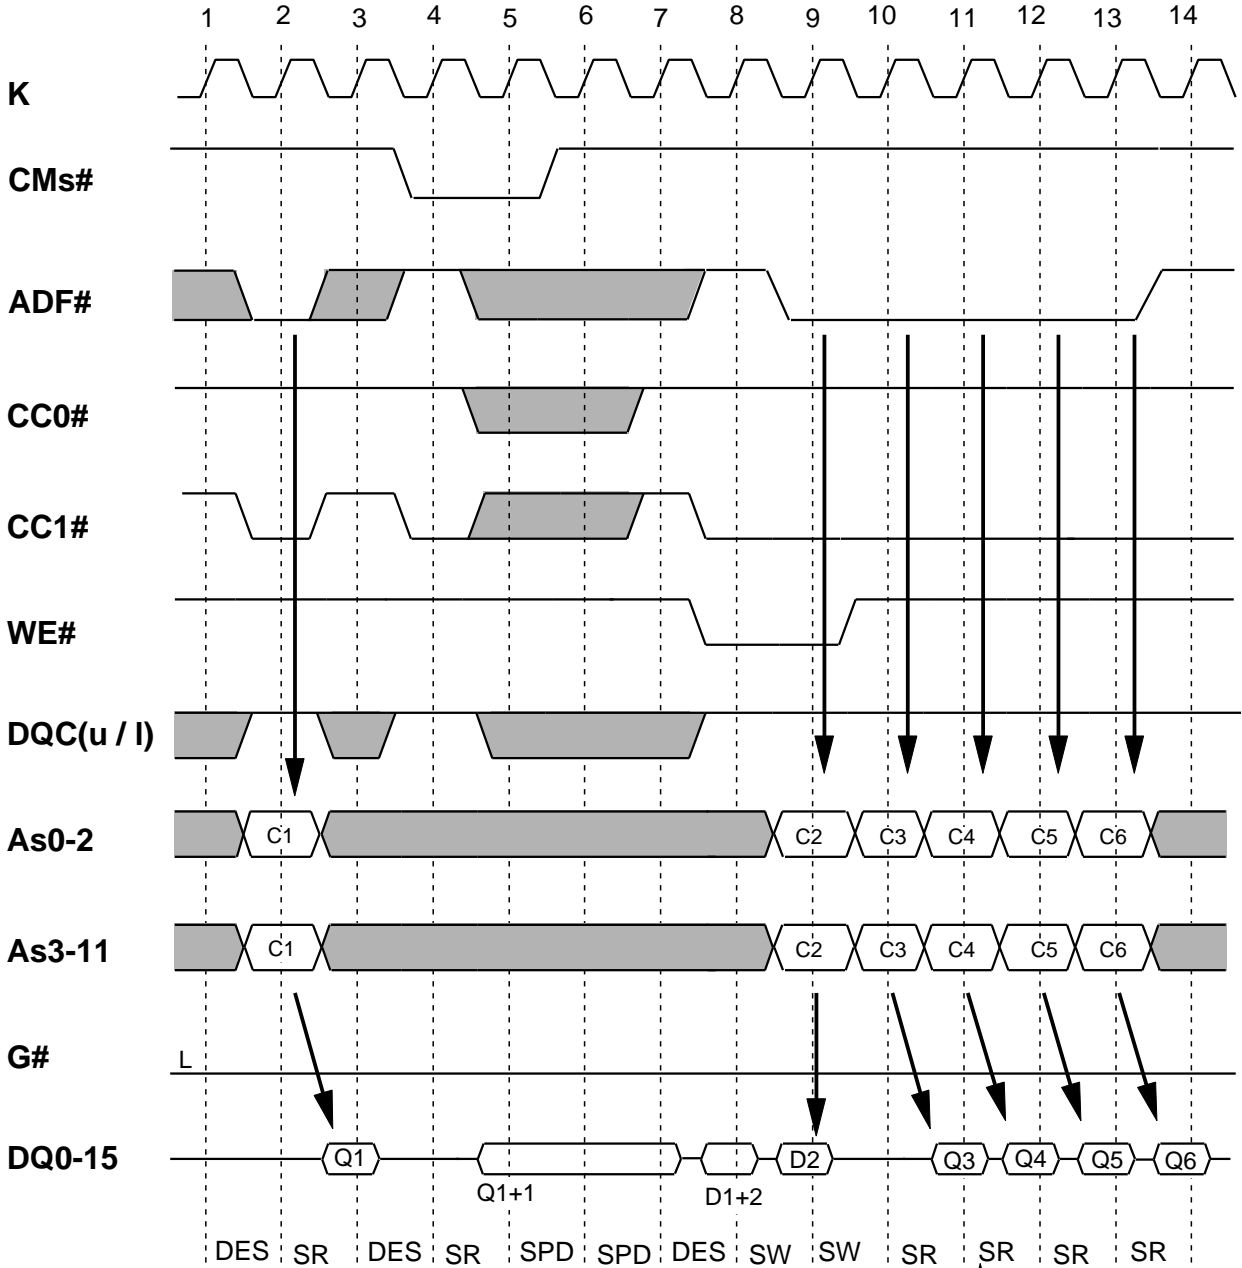 1 2 3 4 5 6 7 8 9 10 11 12 13 14
K
CMs#
ADF#
CC0#
CC1#
WE#
DQC(u / l)
As0-2 C1 C2 C3 C4 C5 C6
As3-11 C1 C2 C3 C4 C5 C6
G# L
DQ0-15 Q1 D2 Q3 Q4 Q5 Q6
Q1+1 D1+2
DES SR DES SR SPD SPD DES SW SW SR SR SR SR